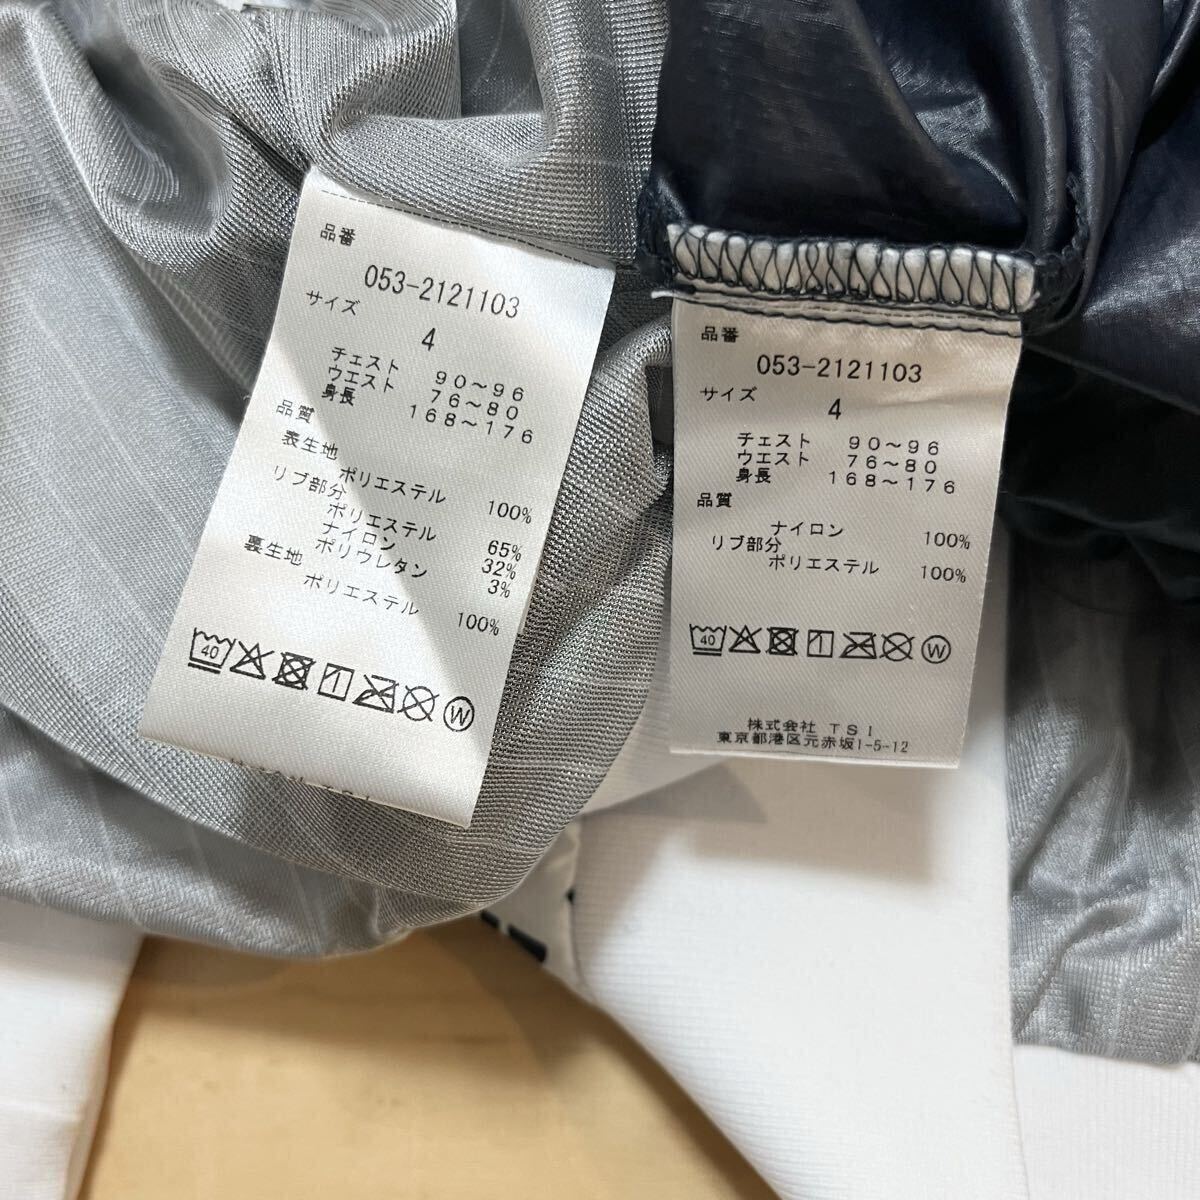 品番
053-2121103
サイズ
4
チェスト 90～96
ウエスト 76～80
身長 168～176
品質
表生地
ポリエステル 100%
リブ部分
ポリエステル 65%
ナイロン 32%
ポリウレタン 3%
裏生地
ポリエステル 100%
40
1
W
品番
053-2121103
サイズ
4
チェスト 90～96
ウエスト 76～80
身長 168～176
品質
ナイロン 100%
リブ部分
ポリエステル 100%
40
1
W
株式会社 TSI
東京都港区元赤坂1-5-12